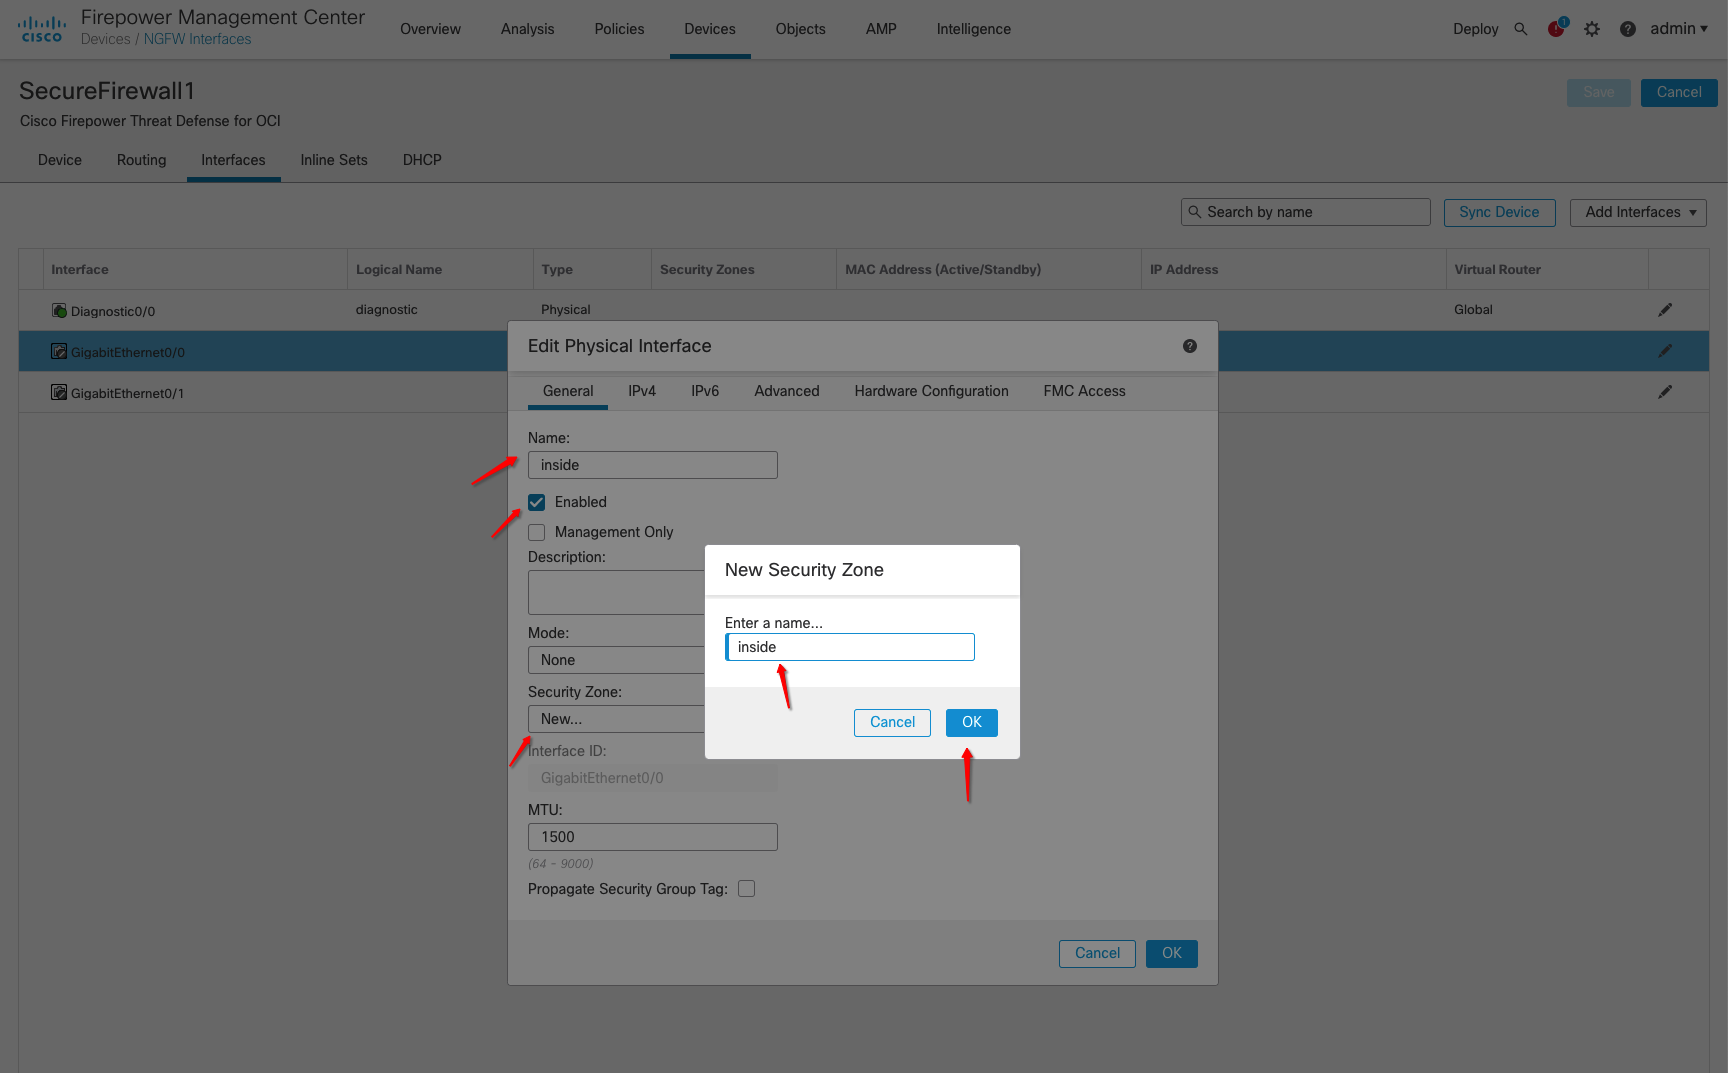 cisco
Firepower Management Center
Devices / NGFW Interfaces
Overview Analysis Policies Devices Objects AMP Intelligence
Deploy 1 admin
SecureFirewall1
Save Cancel
Cisco Firepower Threat Defense for OCI
Device Routing Interfaces Inline Sets DHCP
Search by name Sync Device Add Interfaces
Interface Logical Name Type Security Zones MAC Address (Active/Standby) IP Address Virtual Router
Diagnostic0/0 diagnostic Physical Global
GigabitEthernet0/0
GigabitEthernet0/1
Edit Physical Interface
General IPv4 IPv6 Advanced Hardware Configuration FMC Access
Name:
inside
Enabled
Management Only
Description:
Mode:
None
Security Zone:
New...
Interface ID:
GigabitEthernet0/0
MTU:
1500
(64 - 9000)
Propagate Security Group Tag:
Cancel OK
New Security Zone
Enter a name...
inside
Cancel OK